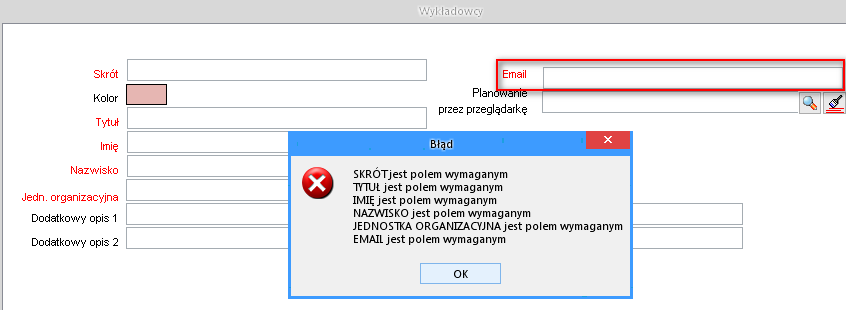 Wykładowcy
Skrót
Email
Kolor
Planowanie
przez przeglądarkę
Tytuł
Imię
Nazwisko
Jedn. organizacyjna
Dodatkowy opis 1
Dodatkowy opis 2
Błąd
SKRÓT jest polem wymaganym
TYTUŁ jest polem wymaganym
IMIĘ jest polem wymaganym
NAZWISKO jest polem wymaganym
JEDNOSTKA ORGANIZACYJNA jest polem wymaganym
EMAIL jest polem wymaganym
OK